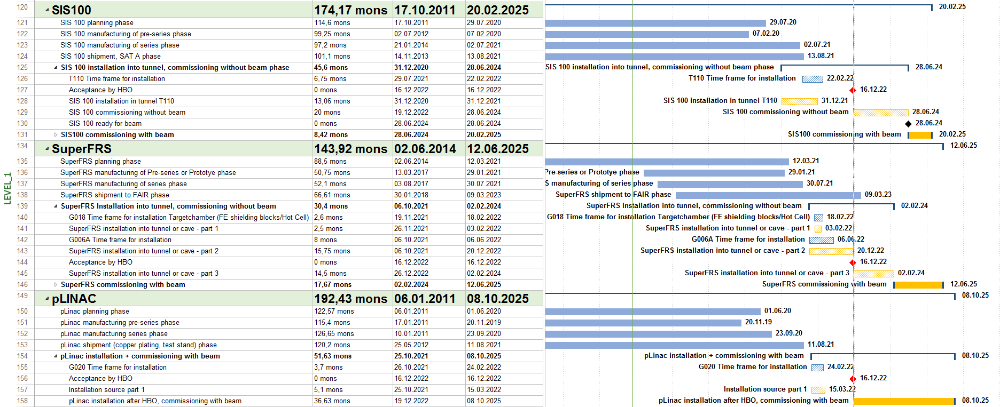 120 SIS100 174,17 mons 17.10.2011 20.02.2025 20.02.25
121 SIS 100 planning phase 114,6 mons 17.10.2011 29.07.2020 29.07.20
122 SIS 100 manufacturing of pre-series phase 99,25 mons 02.07.2012 07.02.2020 07.02.20
123 SIS 100 manufacturing of series phase 97,2 mons 21.01.2014 02.07.2021 02.07.21
124 SIS 100 shipment, SAT A phase 101,1 mons 14.11.2013 13.08.2021 13.08.21
125 SIS 100 installation into tunnel, commissioning without beam phase 45,6 mons 31.12.2020 28.06.2024 SIS 100 installation into tunnel, commissioning without beam phase 28.06.24
126 T110 Time frame for installation 6,75 mons 29.07.2021 22.02.2022 T110 Time frame for installation 22.02.22
127 Acceptance by HBO 0 mons 16.12.2022 16.12.2022 16.12.22
128 SIS 100 installation in tunnel T110 13,06 mons 31.12.2020 31.12.2021 SIS 100 installation in tunnel T110 31.12.21
129 SIS 100 commissioning without beam 20 mons 19.12.2022 28.06.2024 SIS 100 commissioning without beam 28.06.24
130 SIS 100 ready for beam 0 mons 28.06.2024 28.06.2024 28.06.24
131 SIS100 commissioning with beam 8,42 mons 28.06.2024 20.02.2025 SIS100 commissioning with beam 20.02.25
134 SuperFRS 143,92 mons 02.06.2014 12.06.2025 12.06.25
135 SuperFRS planning phase 88,5 mons 02.06.2014 12.03.2021 12.03.21
136 SuperFRS manufacturing of Pre-series or Prototye phase 50,75 mons 13.03.2017 29.01.2021 Pre-series or Prototye phase 29.01.21
137 SuperFRS manufacturing of series phase 52,1 mons 03.08.2017 30.07.2021 S manufacturing of series phase 30.07.21
138 SuperFRS shipment to FAIR phase 66,61 mons 30.01.2018 09.03.2023 SuperFRS shipment to FAIR phase 09.03.23
139 SuperFRS Installation into tunnel, commissioning without beam 30,4 mons 06.10.2021 02.02.2024 SuperFRS Installation into tunnel, commissioning without beam 02.02.24
140 G018 Time frame for installation Targetchamber (FE shielding blocks/Hot Cell) 2,6 mons 19.11.2021 18.02.2022 G018 Time frame for installation Targetchamber (FE shielding blocks/Hot Cell) 18.02.22
141 SuperFRS installation into tunnel or cave - part 1 2,5 mons 26.11.2021 03.02.2022 SuperFRS installation into tunnel or cave - part 1 03.02.22
142 G006A Time frame for installation 8 mons 06.10.2021 06.06.2022 G006A Time frame for installation 06.06.22
143 SuperFRS installation into tunnel or cave - part 2 15,75 mons 06.10.2021 20.12.2022 SuperFRS installation into tunnel or cave - part 2 20.12.22
144 Acceptance by HBO 0 mons 16.12.2022 16.12.2022 16.12.22
145 SuperFRS installation into tunnel or cave - part 3 14,5 mons 26.12.2022 02.02.2024 SuperFRS installation into tunnel or cave - part 3 02.02.24
146 SuperFRS commissioning with beam 17,67 mons 02.02.2024 12.06.2025 SuperFRS commissioning with beam 12.06.25
149 pLINAC 192,43 mons 06.01.2011 08.10.2025 08.10.25
150 pLinac planning phase 122,57 mons 06.01.2011 01.06.2020 01.06.20
151 pLinac manufacturing pre-series phase 115,4 mons 17.01.2011 20.11.2019 20.11.19
152 pLinac manufacturing series phase 126,65 mons 10.01.2011 23.09.2020 23.09.20
153 pLinac shipment (copper plating, test stand) phase 120,2 mons 25.05.2012 11.08.2021 11.08.21
154 pLinac installation + commissioning with beam 51,63 mons 25.10.2021 08.10.2025 pLinac installation + commissioning with beam 08.10.25
155 G020 Time frame for installation 3,7 mons 26.10.2021 24.02.2022 G020 Time frame for installation 24.02.22
156 Acceptance by HBO 0 mons 16.12.2022 16.12.2022 16.12.22
157 Installation source part 1 5,1 mons 25.10.2021 15.03.2022 Installation source part 1 15.03.22
158 pLinac installation after HBO, commissioning with beam 36,63 mons 19.12.2022 08.10.2025 pLinac installation after HBO, commissioning with beam 08.10.25
LEVEL_1